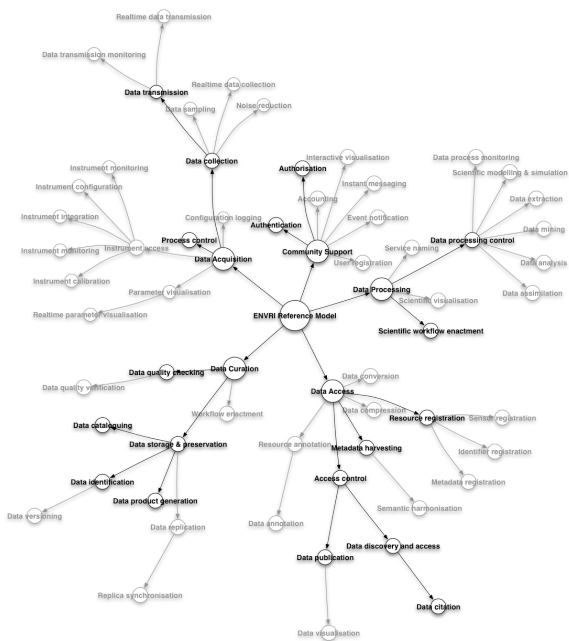 Realtime data transmission
Data transmission monitoring
Data transmission
Realtime data collection
Data sampling
Noise reduction
Data collection
Interactive visualisation
Authorisation
Data process monitoring
Scientific modelling & simulation
Instrument monitoring
Instrument configuration
Accounting
Instant messaging
Data extraction
Instrument integration
Configuration logging
Authentication
Event notification
Data mining
Process control
Service naming
Data processing control
Instrument monitoring
Instrument access
Data Acquisition
Community Support
User registration
Data analysis
Instrument calibration
Parameter visualisation
Data Processing
Data assimilation
Scientific visualisation
Realtime parameter visualisation
ENVRI Reference Model
Scientific workflow enactment
Data quality checking
Data Curation
Data conversion
Data quality verification
Data Access
Workflow enactment
Data compression
Resource registration
Sensor registration
Data cataloguing
Data storage & preservation
Resource annotation
Metadata harvesting
Identifier registration
Data identification
Access control
Metadata registration
Data product generation
Semantic harmonisation
Data versioning
Data replication
Data annotation
Data publication
Data discovery and access
Replica synchronisation
Data citation
Data visualisation